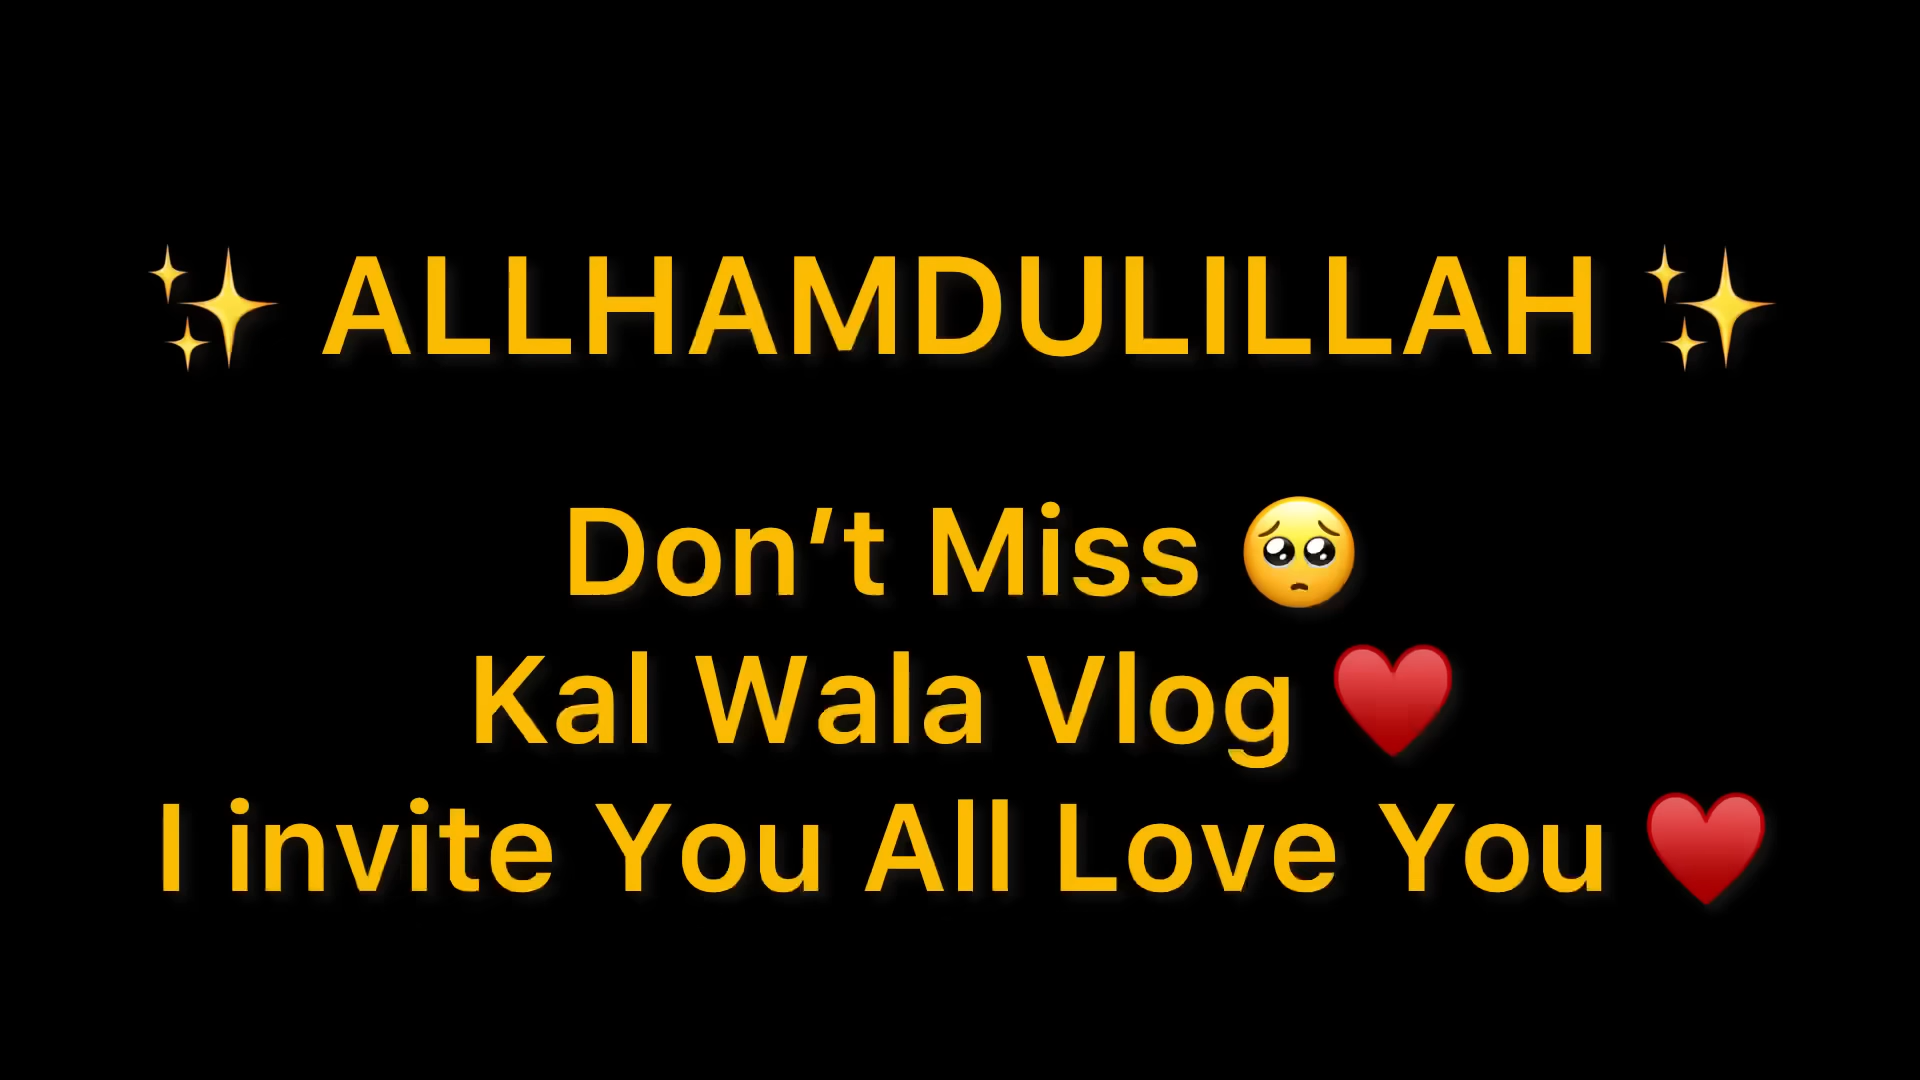 ✨ ALLHAMDULILLAH ✨
Don’t Miss 🥺
Kal Wala Vlog ♥️
I invite You All Love You ♥️